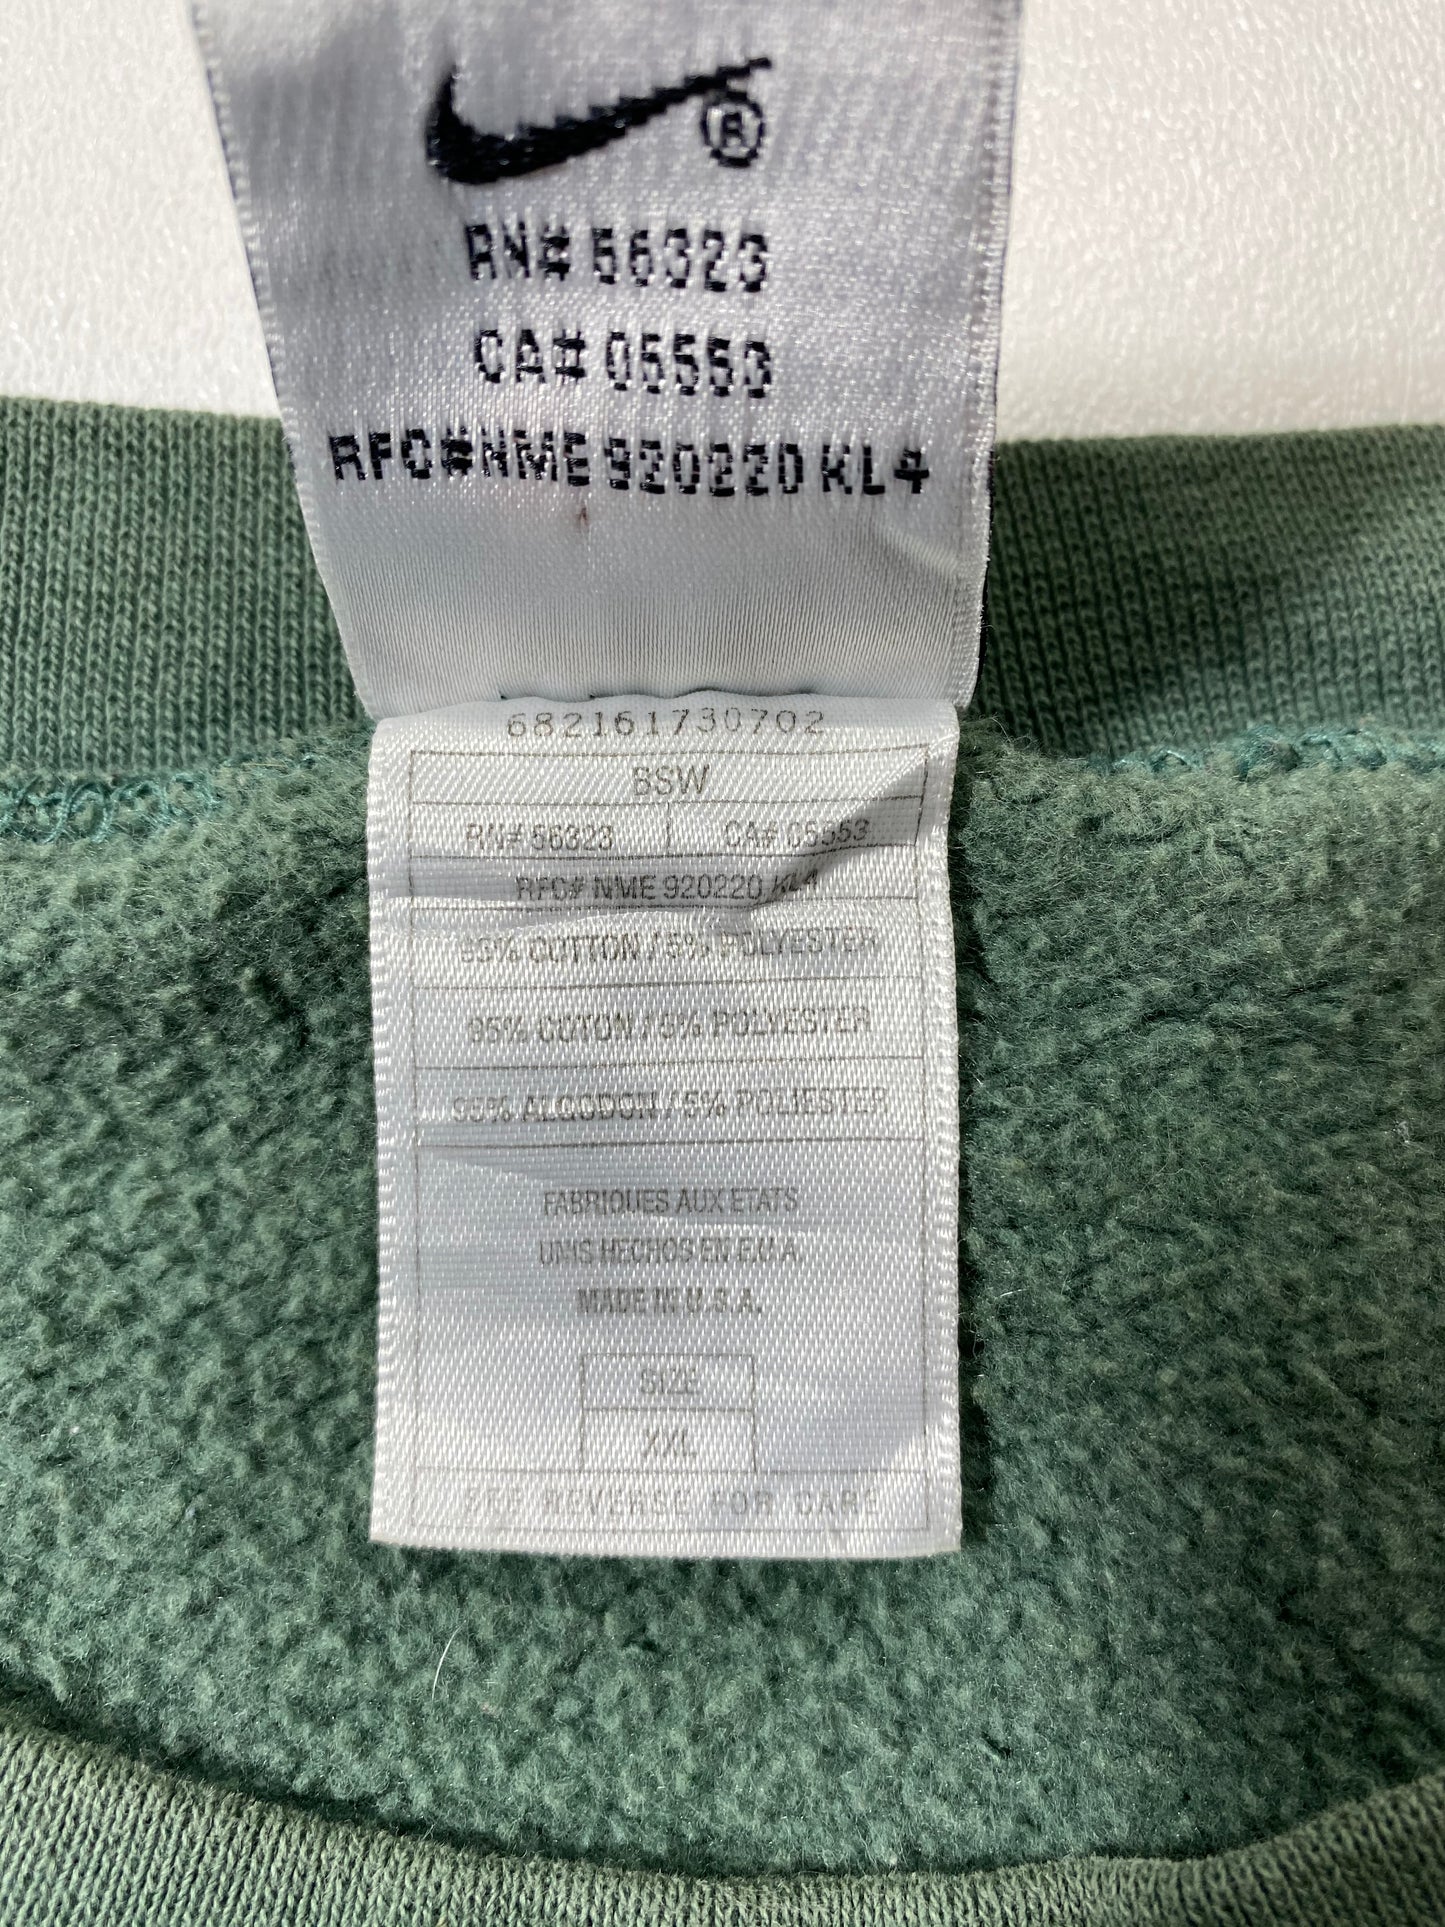 ®
RN# 56323
CA# 05553
RFC# NME 920220 KL4
682161730702
BSW
RN# 56323 CA# 05553
RFC# NME 920220 KL4
95% COTTON / 5% POLYESTER
95% COTON / 5% POLYESTER
95% ALGODON / 5% POLIESTER
FABRIQUES AUX ETATS
UNIS HECHOS EN E.U.A.
MADE IN U.S.A.
SIZE
XXL
SEE REVERSE FOR CARE